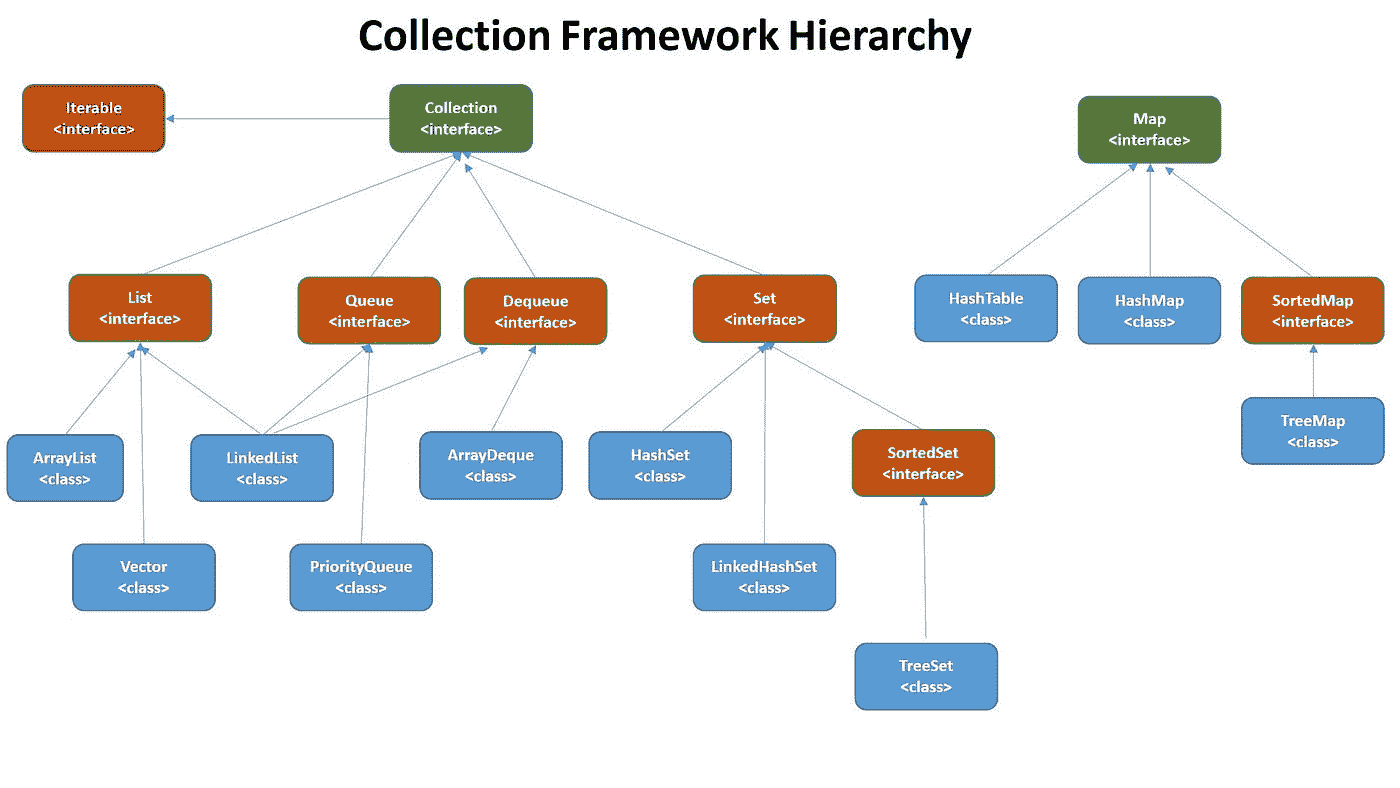 Collection Framework Hierarchy
Iterable
<interface>
Collection
<interface>
Map
<interface>
List
<interface>
Queue
<interface>
Dequeue
<interface>
Set
<interface>
HashTable
<class>
HashMap
<class>
SortedMap
<interface>
ArrayList
<class>
LinkedList
<class>
ArrayDeque
<class>
HashSet
<class>
SortedSet
<interface>
TreeMap
<class>
Vector
<class>
PriorityQueue
<class>
LinkedHashSet
<class>
TreeSet
<class>